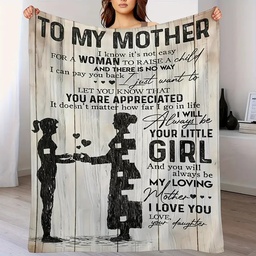 TO MY MOTHER
I know it's not easy
FOR A WOMAN TO RAISE A child
AND THERE IS NO WAY
I can pay you back I just want to
LET YOU KNOW THAT
YOU ARE APPRECIATED
It doesn't matter how far I go in life
I WILL
Always be
YOUR LITTLE
GIRL
And you will
always be
MY LOVING
Mother
I LOVE YOU
LOVE,
your daughter